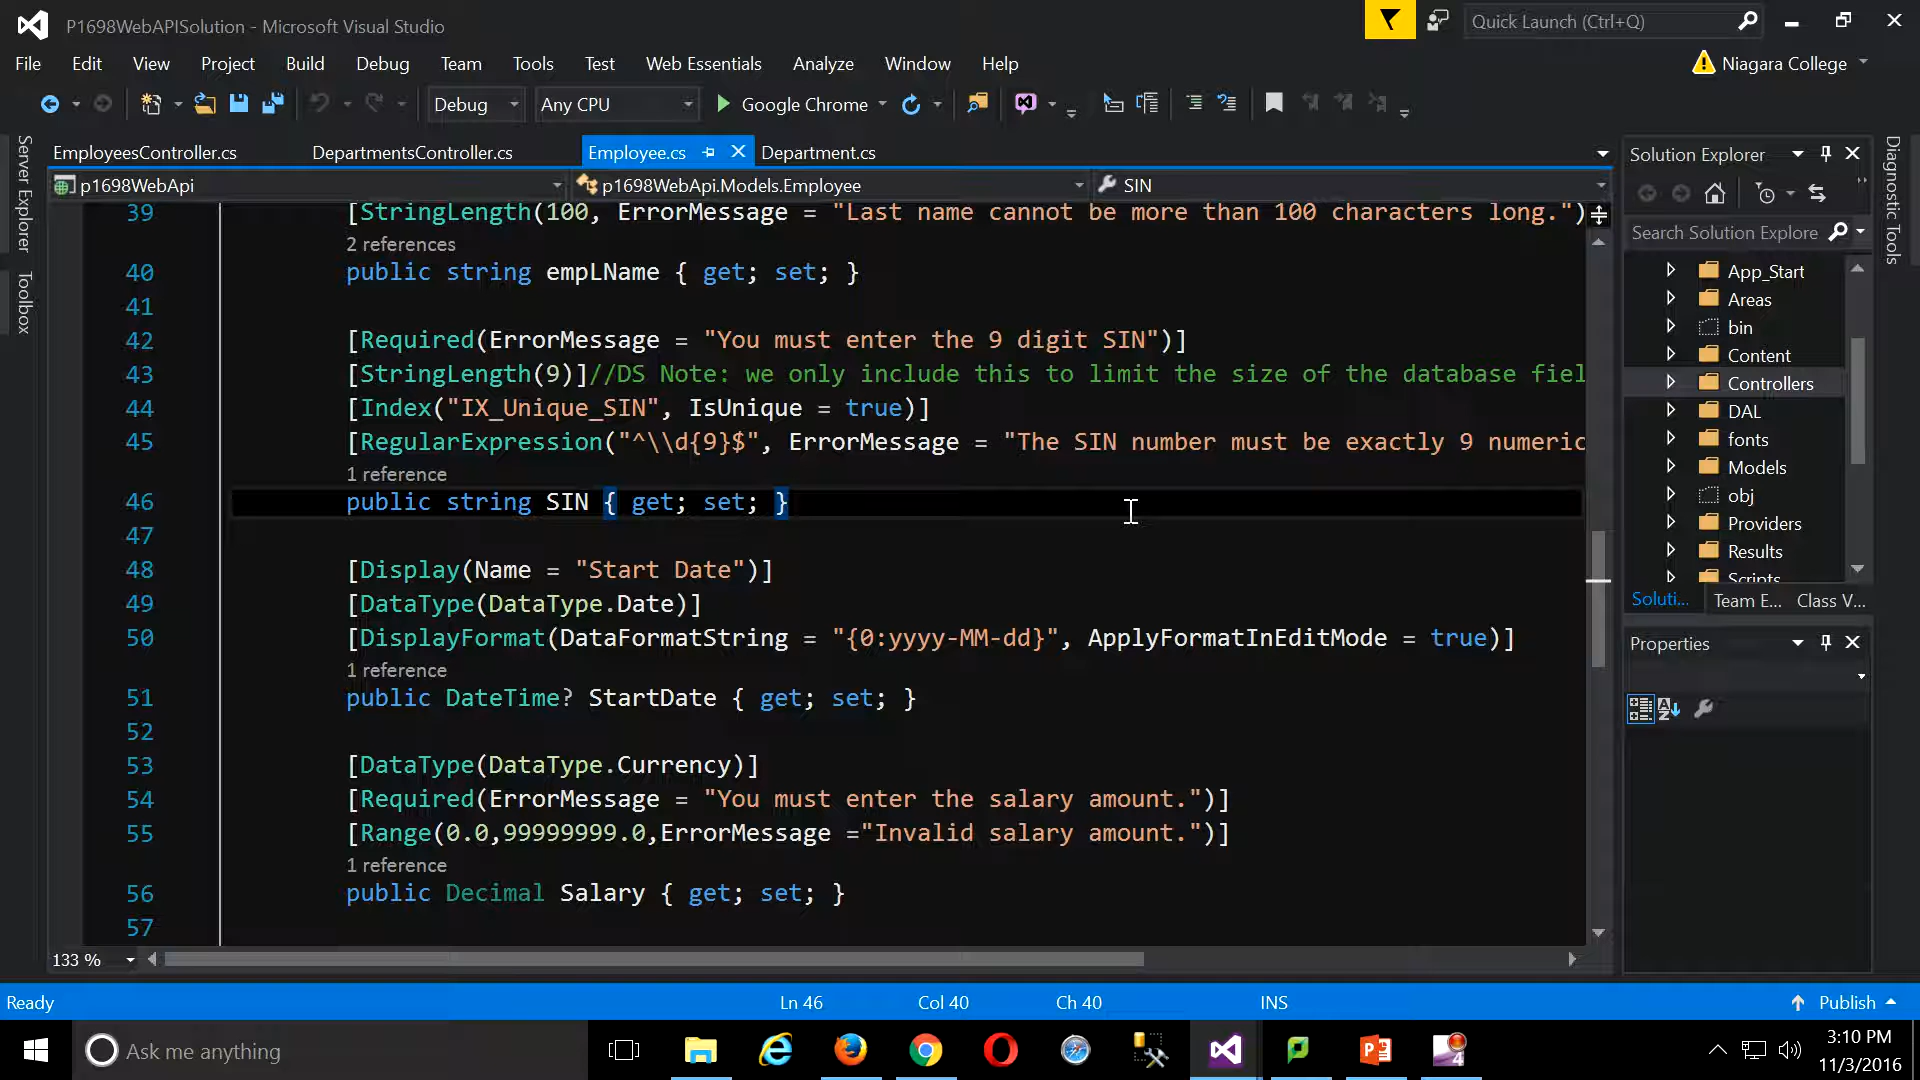 P1698WebAPISolution - Microsoft Visual Studio
Quick Launch (Ctrl+Q)
File Edit View Project Build Debug Team Tools Test Web Essentials Analyze Window Help
Niagara College
Debug Any CPU Google Chrome
Server Explorer
Toolbox
EmployeesController.cs DepartmentsController.cs Employee.cs Department.cs
p1698WebApi p1698WebApi.Models.Employee SIN
39 [StringLength(100, ErrorMessage = "Last name cannot be more than 100 characters long.")
2 references
40 public string empLName { get; set; }
41
42 [Required(ErrorMessage = "You must enter the 9 digit SIN")]
43 [StringLength(9)]//DS Note: we only include this to limit the size of the database fiel
44 [Index("IX_Unique_SIN", IsUnique = true)]
45 [RegularExpression("^\\d{9}$", ErrorMessage = "The SIN number must be exactly 9 numeric
1 reference
46 public string SIN { get; set; }
47
48 [Display(Name = "Start Date")]
49 [DataType(DataType.Date)]
50 [DisplayFormat(DataFormatString = "{0:yyyy-MM-dd}", ApplyFormatInEditMode = true)]
1 reference
51 public DateTime? StartDate { get; set; }
52
53 [DataType(DataType.Currency)]
54 [Required(ErrorMessage = "You must enter the salary amount.")]
55 [Range(0.0,99999999.0,ErrorMessage ="Invalid salary amount.")]
1 reference
56 public Decimal Salary { get; set; }
57
133 %
Solution Explorer
Search Solution Explore
App_Start
Areas
bin
Content
Controllers
DAL
fonts
Models
obj
Providers
Results
Scripts
Soluti... Team E... Class V...
Properties
Diagnostic Tools
Ready Ln 46 Col 40 Ch 40 INS Publish
Ask me anything
3:10 PM
11/3/2016